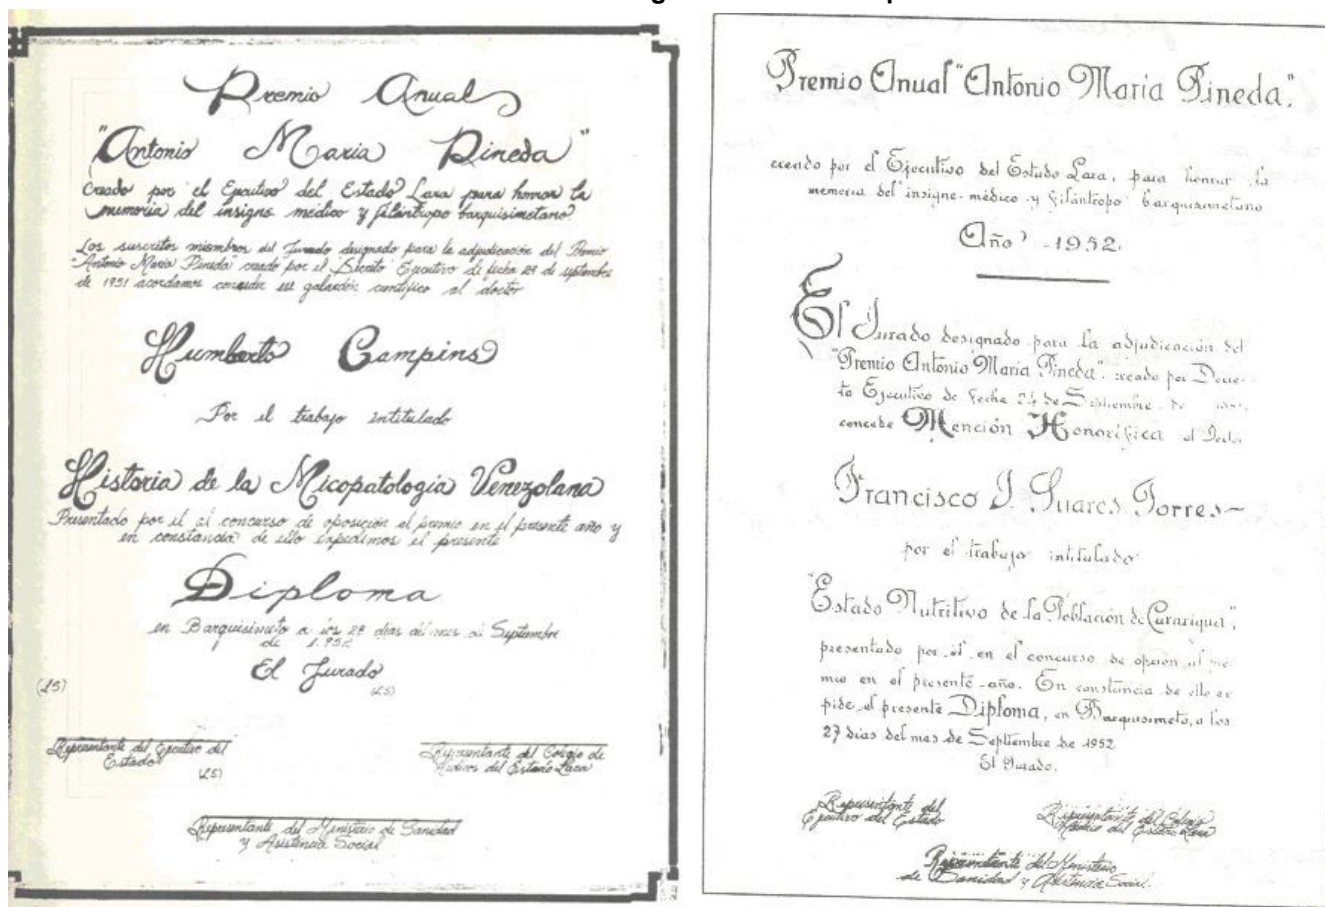 Premio Anual
"Antonio Maria Pineda"
Creado por el Ejecutivo del Estado Lara para honrar la
memoria del insigne médico y filántropo barquisimetano
Los suscritos miembros del Jurado designado para la adjudicación del Premio
"Antonio Maria Pineda" creado por el Decreto Ejecutivo de fecha 24 de septiembre
de 1951 acordamos conceder este galardón científico al doctor
Humberto Campins
Por el trabajo intitulado
Historia de la Micopatologia Venezolana
Presentado por él al concurso de oposición al premio en el presente año y
en constancia de ello expedimos el presente
Diploma
en Barquisimeto a los 28 dias del mes de Septiembre
de 1.952
El Jurado
(LS)
(LS)
Representante del Ejecutivo del
Estado
(LS)
Representante del Colegio de
Médicos del Estado Lara
Representante del Ministerio de Sanidad
y Asistencia Social
Premio Anual "Antonio Maria Pineda".
creado por el Ejecutivo del Estado Lara, para honrar la
memoria del insigne médico y filántropo barquisimetano
Año 1952.
El Jurado designado para la adjudicación del
"Premio Antonio Maria Pineda". creado por Decre-
to Ejecutivo de fecha 24 de Septiembre de
concede Mención Honorífica al Doctor
Francisco J. Suares Torres
por el trabajo intitulado
"Estado Nutritivo de la Población de Curarigua",
presentado por él en el concurso de opción al pre-
mio en el presente año. En constancia de ello ex
pide el presente Diploma, en Barquisimeto, a los
27 dias del mes de Septiembre de 1952
El Jurado.
Representante del
Ejecutivo del Estado
Representante del Colegio
Médico del Estado Lara
Representante del Ministerio
de Sanidad y Asistencia Social.